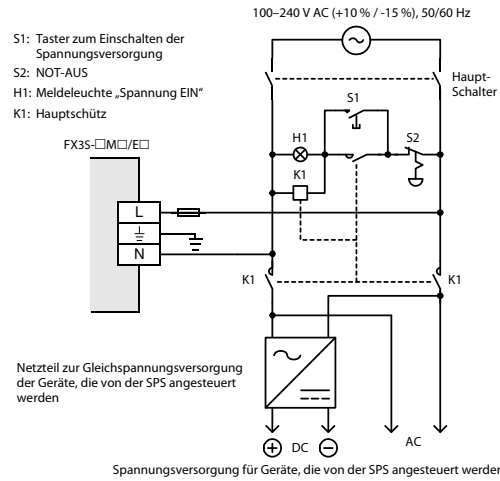 100–240 V AC (+10 % / -15 %), 50/60 Hz
S1: Taster zum Einschalten der
Spannungsversorgung
S2: NOT-AUS
H1: Meldeleuchte „Spannung EIN“
K1: Hauptschütz
Haupt-
Schalter
S1
H1
S2
K1
FX3S-□M□/E□
L
N
K1
K1
Netzteil zur Gleichspannungsversorgung
der Geräte, die von der SPS angesteuert
werden
DC
AC
Spannungsversorgung für Geräte, die von der SPS angesteuert werden